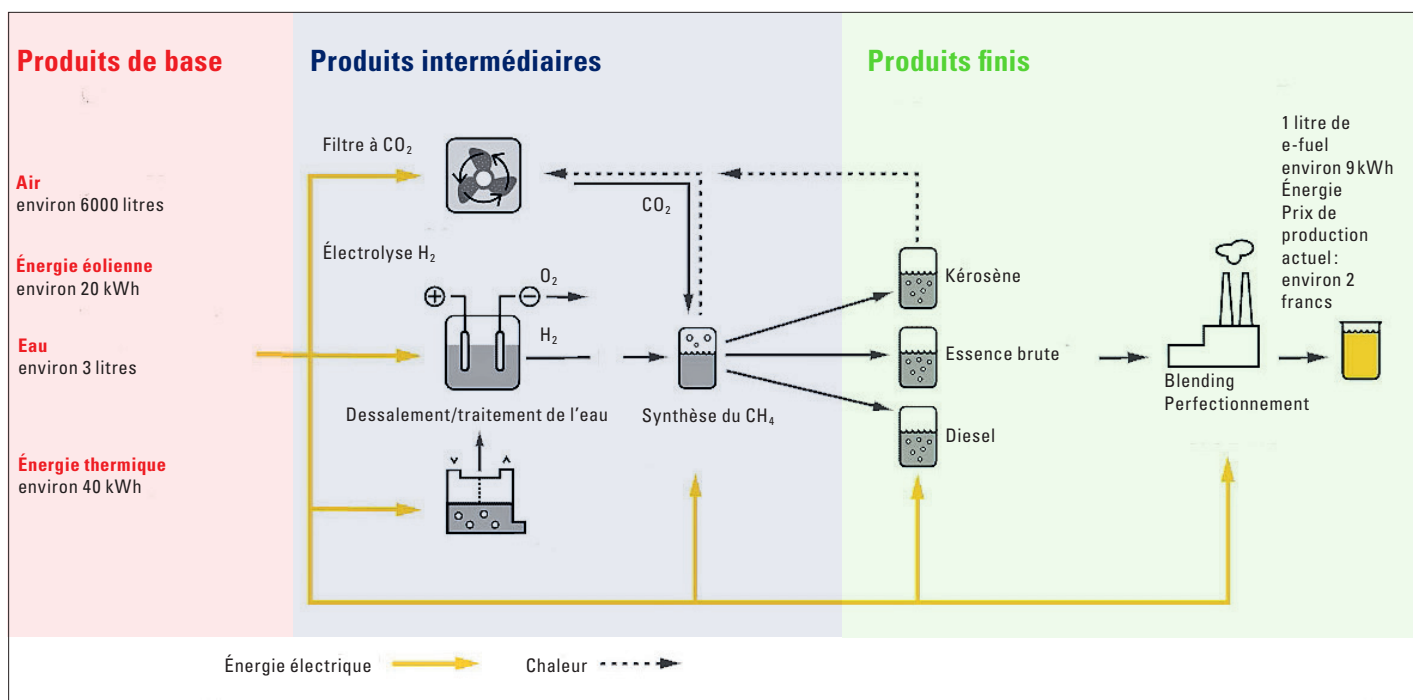 Produits de base
Produits intermédiaires
Produits finis
Air
environ 6000 litres
Énergie éolienne
environ 20 kWh
Eau
environ 3 litres
Énergie thermique
environ 40 kWh
Filtre à CO₂
CO₂
Électrolyse H₂
O₂
+
−
H₂
Dessalement/traitement de l'eau
Synthèse du CH₄
Kérosène
Essence brute
Diesel
Blending
Perfectionnement
1 litre de
e-fuel
environ 9 kWh
Énergie
Prix de
production
actuel :
environ 2
francs
Énergie électrique
Chaleur